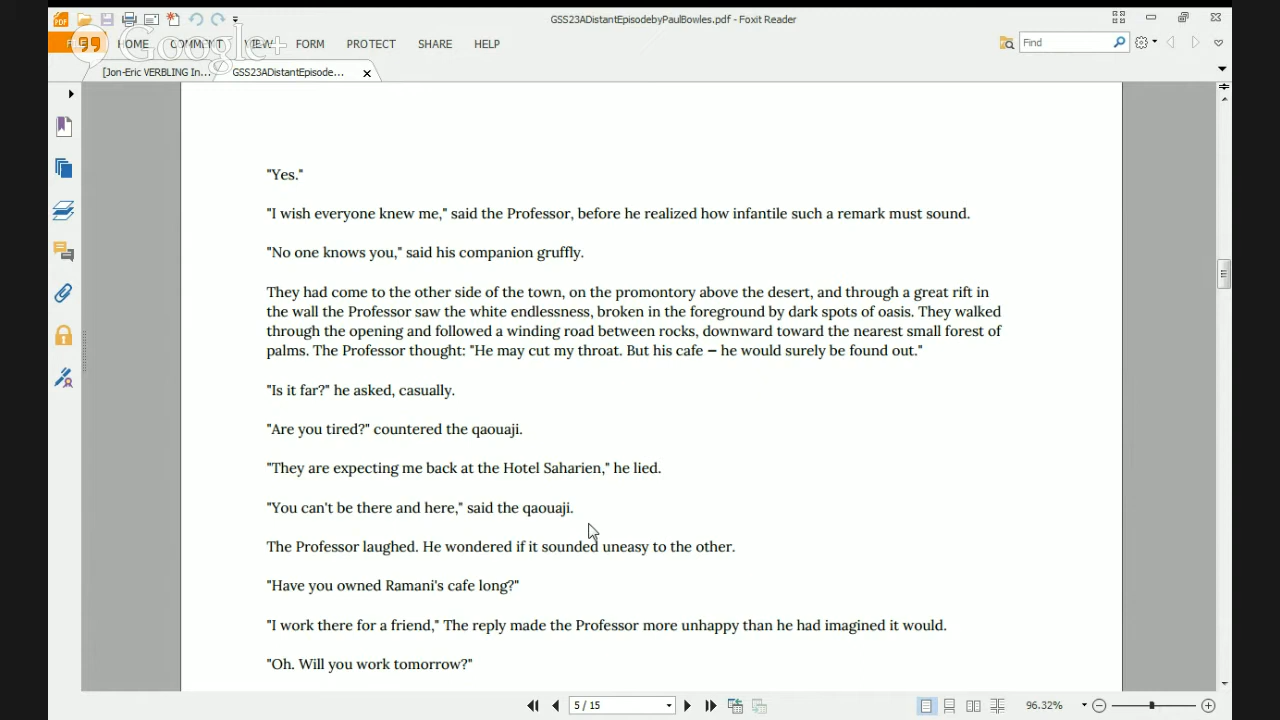 GSS23ADistantEpisodebyPaulBowles.pdf - Foxit Reader
Google+
HOME COMMENT VIEW FORM PROTECT SHARE HELP
Find
[Jon-Eric VERBLING In... GSS23ADistantEpisode...
"Yes."
"I wish everyone knew me," said the Professor, before he realized how infantile such a remark must sound.
"No one knows you," said his companion gruffly.
They had come to the other side of the town, on the promontory above the desert, and through a great rift in
the wall the Professor saw the white endlessness, broken in the foreground by dark spots of oasis. They walked
through the opening and followed a winding road between rocks, downward toward the nearest small forest of
palms. The Professor thought: "He may cut my throat. But his cafe — he would surely be found out."
"Is it far?" he asked, casually.
"Are you tired?" countered the qaouaji.
"They are expecting me back at the Hotel Saharien," he lied.
"You can't be there and here," said the qaouaji.
The Professor laughed. He wondered if it sounded uneasy to the other.
"Have you owned Ramani's cafe long?"
"I work there for a friend," The reply made the Professor more unhappy than he had imagined it would.
"Oh. Will you work tomorrow?"
5 / 15
96.32%